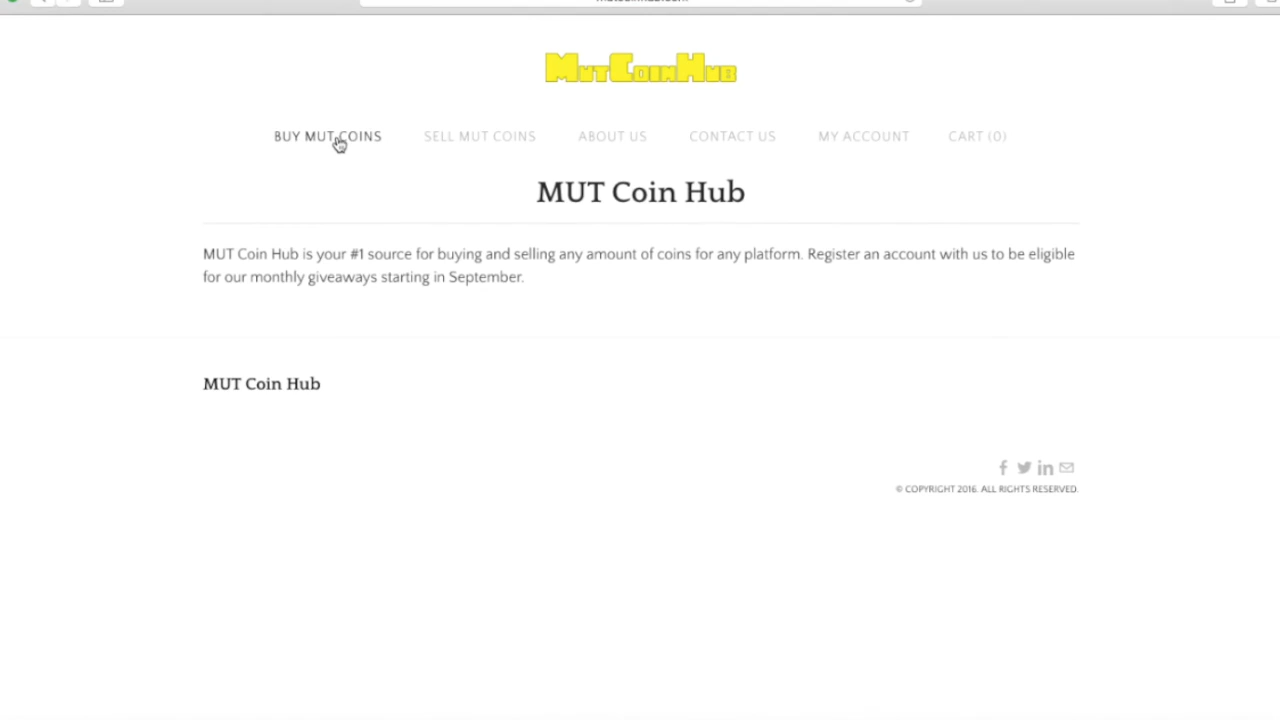 MutCoinHub
BUY MUT COINS SELL MUT COINS ABOUT US CONTACT US MY ACCOUNT CART (0)
MUT Coin Hub
MUT Coin Hub is your #1 source for buying and selling any amount of coins for any platform. Register an account with us to be eligible
for our monthly giveaways starting in September.
MUT Coin Hub
© COPYRIGHT 2016. ALL RIGHTS RESERVED.